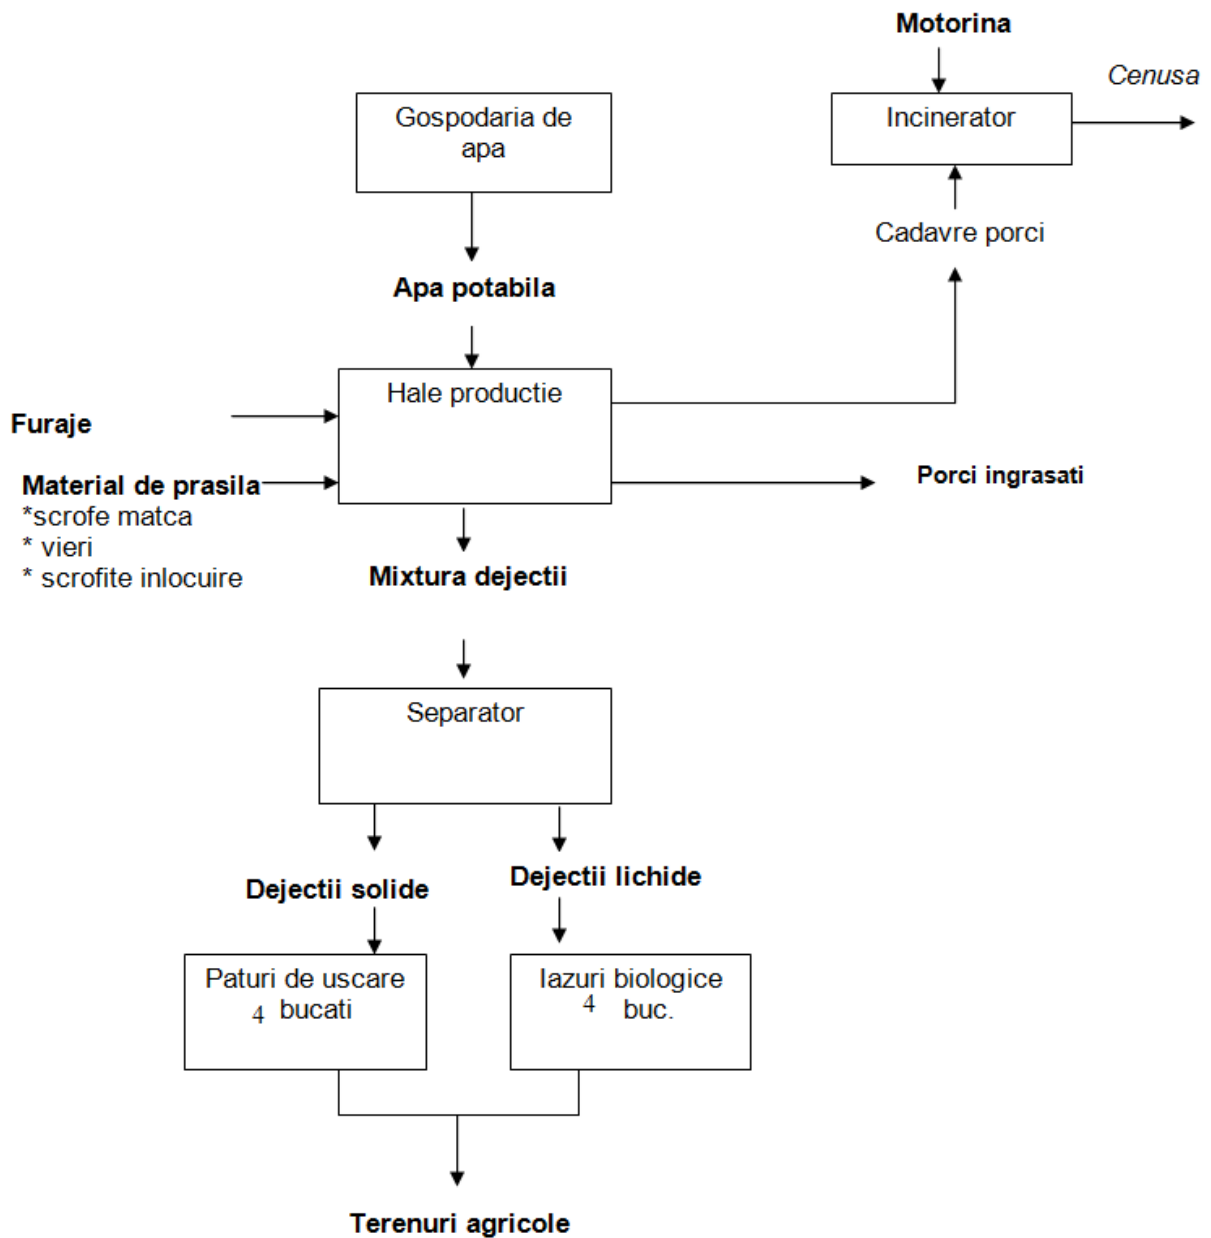 Motorina
Cenusa
Gospodaria de
apa
Incinerator
Cadavre porci
Apa potabila
Hale productie
Furaje
Material de prasila
*scrofe matca
* vieri
* scrofite inlocuire
Porci ingrasati
Mixtura dejectii
Separator
Dejectii solide
Dejectii lichide
Paturi de uscare
4 bucati
Iazuri biologice
4 buc.
Terenuri agricole